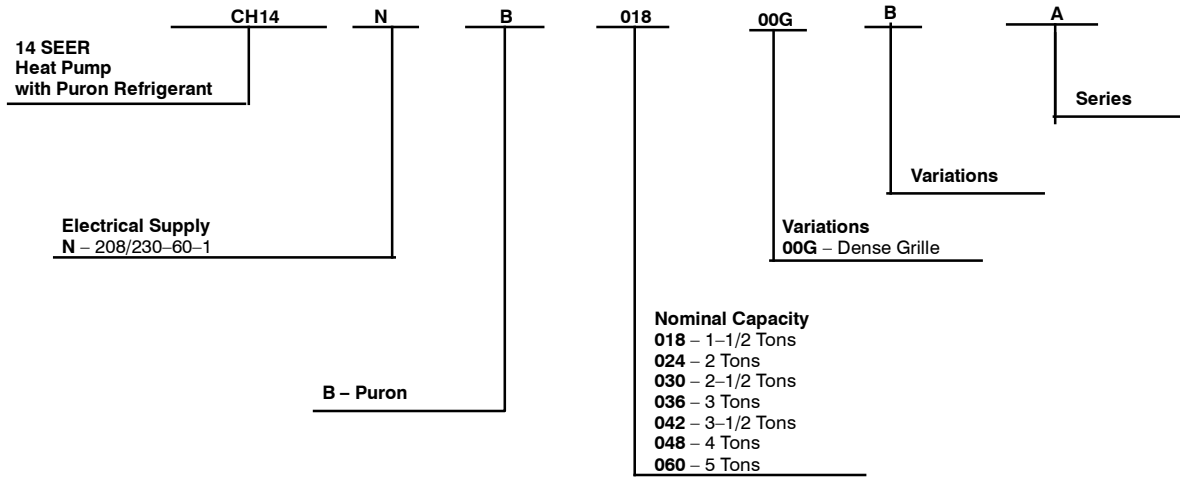 CH14 N B 018 00G B A
14 SEER
Heat Pump
with Puron Refrigerant
Series
Variations
Electrical Supply
N – 208/230–60–1
Variations
00G – Dense Grille
Nominal Capacity
018 – 1–1/2 Tons
024 – 2 Tons
030 – 2–1/2 Tons
036 – 3 Tons
042 – 3–1/2 Tons
048 – 4 Tons
060 – 5 Tons
B – Puron